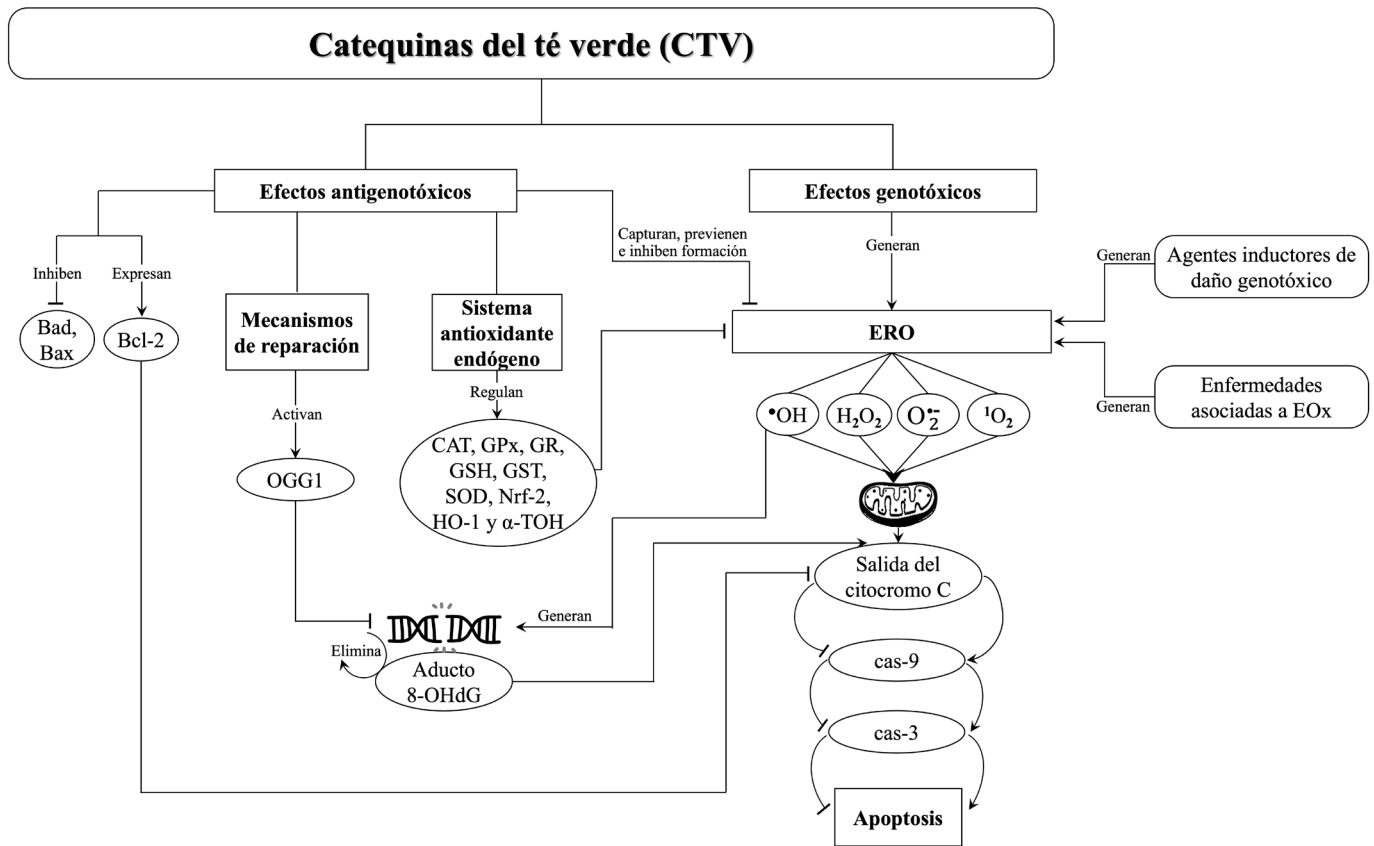 Catequinas del té verde (CTV)
Efectos antigenotóxicos
Efectos genotóxicos
Capturan, previenen
e inhiben formación
Generan
Generan
Agentes inductores de
daño genotóxico
Inhiben
Expresan
Bad,
Bax
Bcl-2
Mecanismos
de reparación
Sistema
antioxidante
endógeno
ERO
Generan
Enfermedades
asociadas a EOx
Activan
Regulan
•OH
H₂O₂
O₂•⁻
¹O₂
OGG1
CAT, GPx, GR,
GSH, GST,
SOD, Nrf-2,
HO-1 y α-TOH
Salida del
citocromo C
Generan
Elimina
Aducto
8-OHdG
cas-9
cas-3
Apoptosis